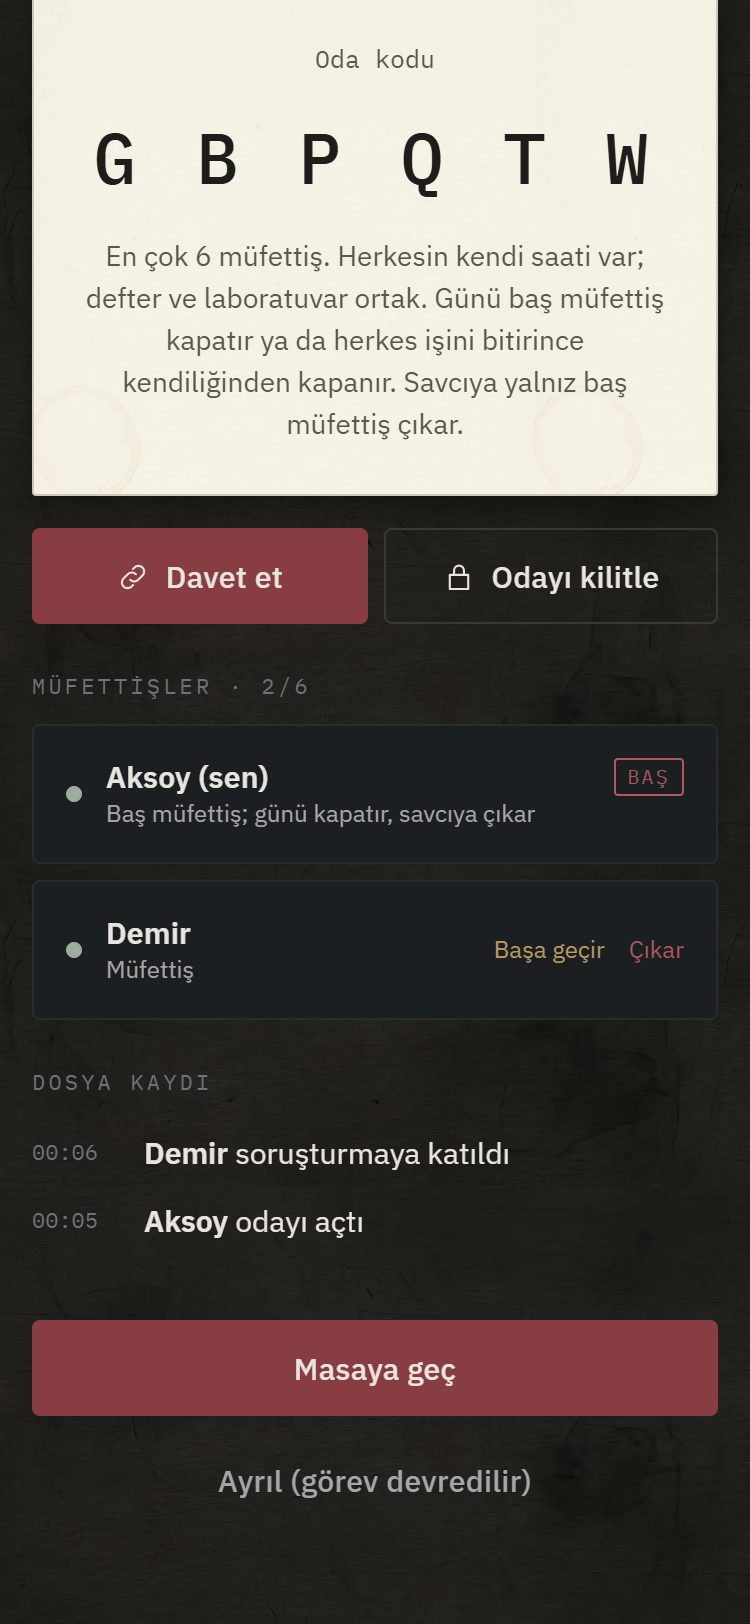 Oda kodu
G B P Q T W
En çok 6 müfettiş. Herkesin kendi saati var;
defter ve laboratuvar ortak. Günü baş müfettiş
kapatır ya da herkes işini bitirince
kendiliğinden kapanır. Savcıya yalnız baş
müfettiş çıkar.
Davet et
Odayı kilitle
MÜFETTİŞLER · 2/6
Aksoy (sen)
BAŞ
Baş müfettiş; günü kapatır, savcıya çıkar
Demir
Müfettiş
Başa geçir
Çıkar
DOSYA KAYDI
00:06 Demir soruşturmaya katıldı
00:05 Aksoy odayı açtı
Masaya geç
Ayrıl (görev devredilir)